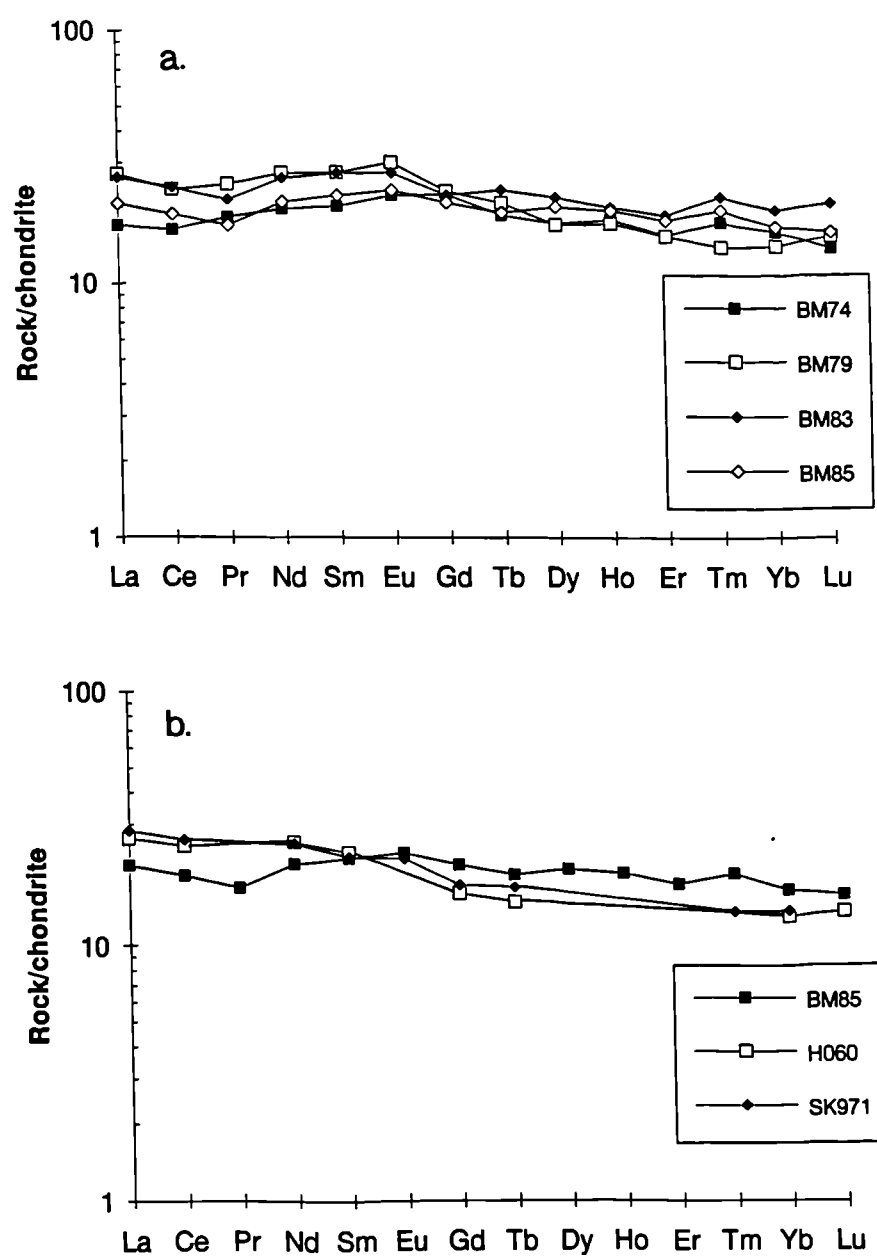 100
a.
10
1
Rock/chondrite
La Ce Pr Nd Sm Eu Gd Tb Dy Ho Er Tm Yb Lu
BM74
BM79
BM83
BM85
100
b.
10
1
Rock/chondrite
La Ce Pr Nd Sm Eu Gd Tb Dy Ho Er Tm Yb Lu
BM85
H060
SK971